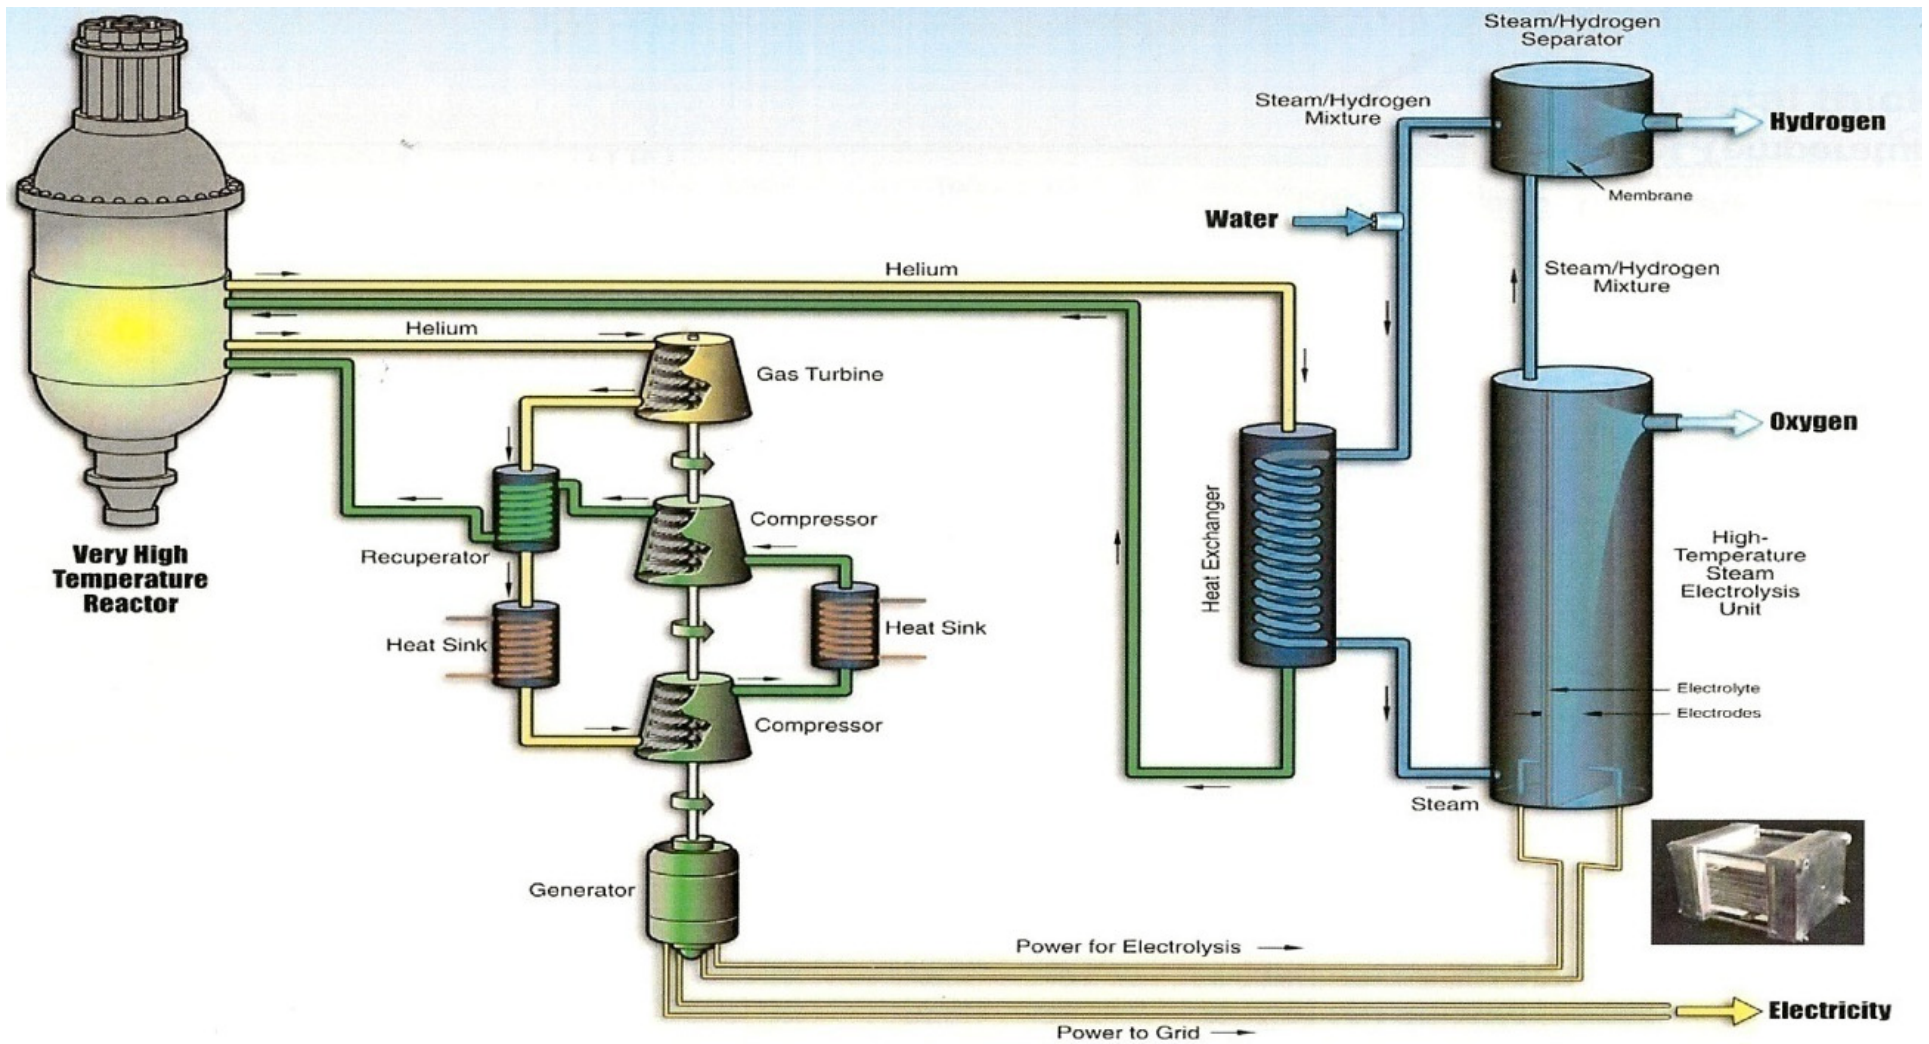 Steam/Hydrogen
Separator
Steam/Hydrogen
Mixture
Hydrogen
Membrane
Water
Helium
Steam/Hydrogen
Mixture
Helium
Gas Turbine
Oxygen
Compressor
Heat Exchanger
Very High
Temperature
Reactor
Recuperator
High-
Temperature
Steam
Electrolysis
Unit
Heat Sink
Heat Sink
Electrolyte
Electrodes
Compressor
Steam
Generator
Power for Electrolysis
Electricity
Power to Grid